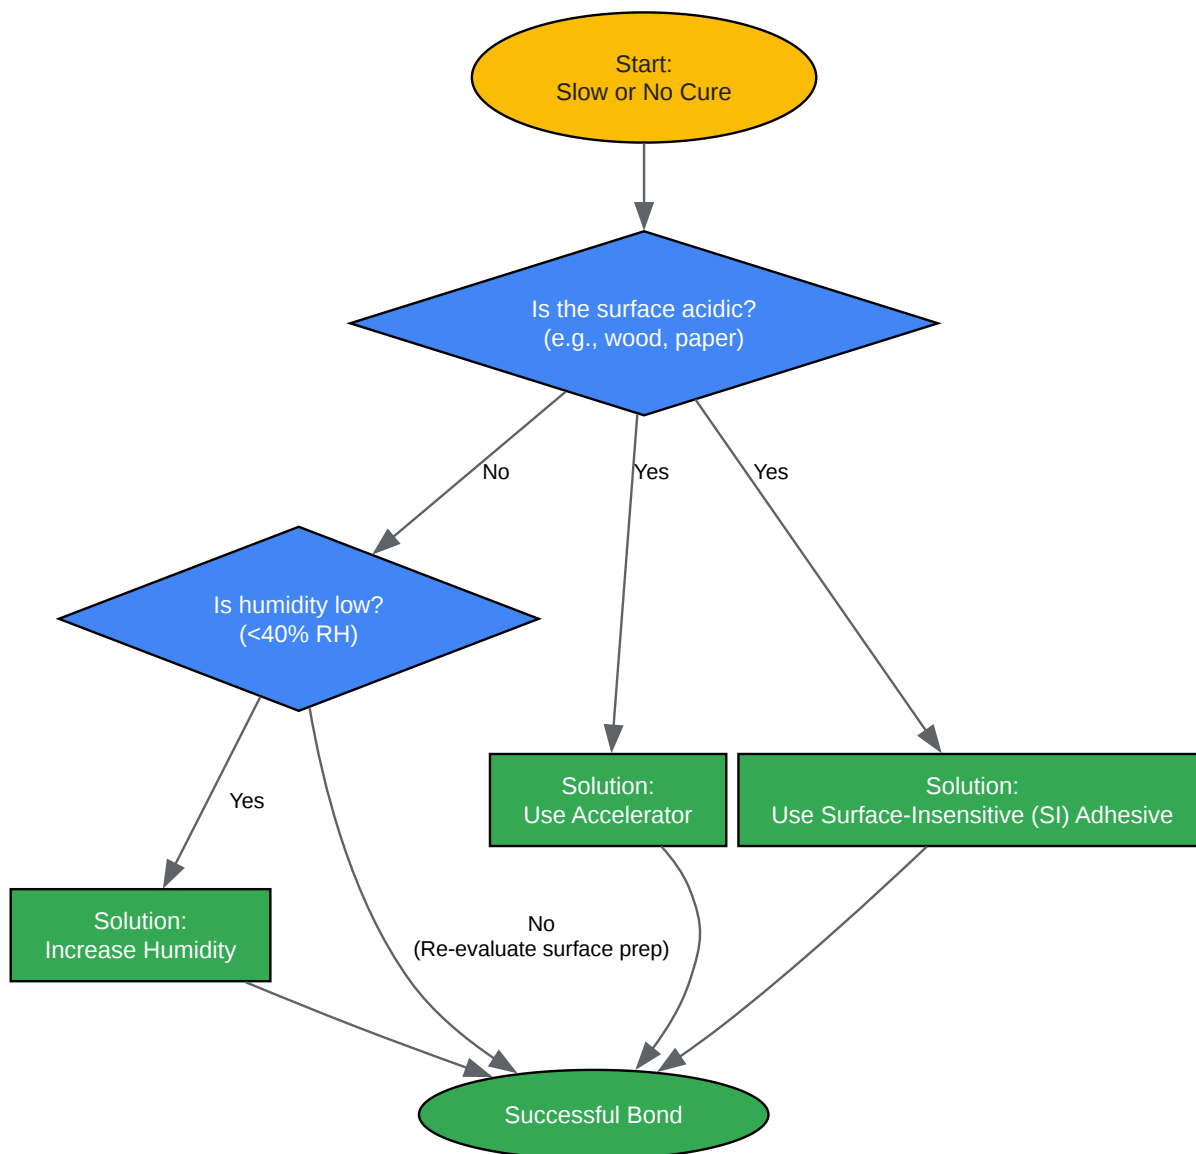 Start:
Slow or No Cure
Is the surface acidic?
(e.g., wood, paper)
No
Yes
Yes
Is humidity low?
(<40% RH)
Yes
Solution:
Use Accelerator
Solution:
Use Surface-Insensitive (SI) Adhesive
Solution:
Increase Humidity
No
(Re-evaluate surface prep)
Successful Bond